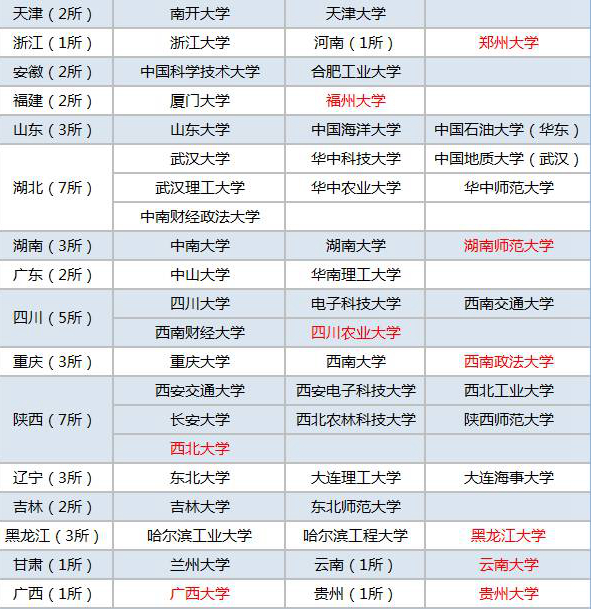 天津（2所） 南开大学 天津大学
浙江（1所） 浙江大学 河南（1所） 郑州大学
安徽（2所） 中国科学技术大学 合肥工业大学
福建（2所） 厦门大学 福州大学
山东（3所） 山东大学 中国海洋大学 中国石油大学（华东）
湖北（7所） 武汉大学 华中科技大学 中国地质大学（武汉）
武汉理工大学 华中农业大学 华中师范大学
中南财经政法大学
湖南（3所） 中南大学 湖南大学 湖南师范大学
广东（2所） 中山大学 华南理工大学
四川（5所） 四川大学 电子科技大学 西南交通大学
西南财经大学 四川农业大学
重庆（3所） 重庆大学 西南大学 西南政法大学
陕西（7所） 西安交通大学 西安电子科技大学 西北工业大学
长安大学 西北农林科技大学 陕西师范大学
西北大学
辽宁（3所） 东北大学 大连理工大学 大连海事大学
吉林（2所） 吉林大学 东北师范大学
黑龙江（3所） 哈尔滨工业大学 哈尔滨工程大学 黑龙江大学
甘肃（1所） 兰州大学 云南（1所） 云南大学
广西（1所） 广西大学 贵州（1所） 贵州大学